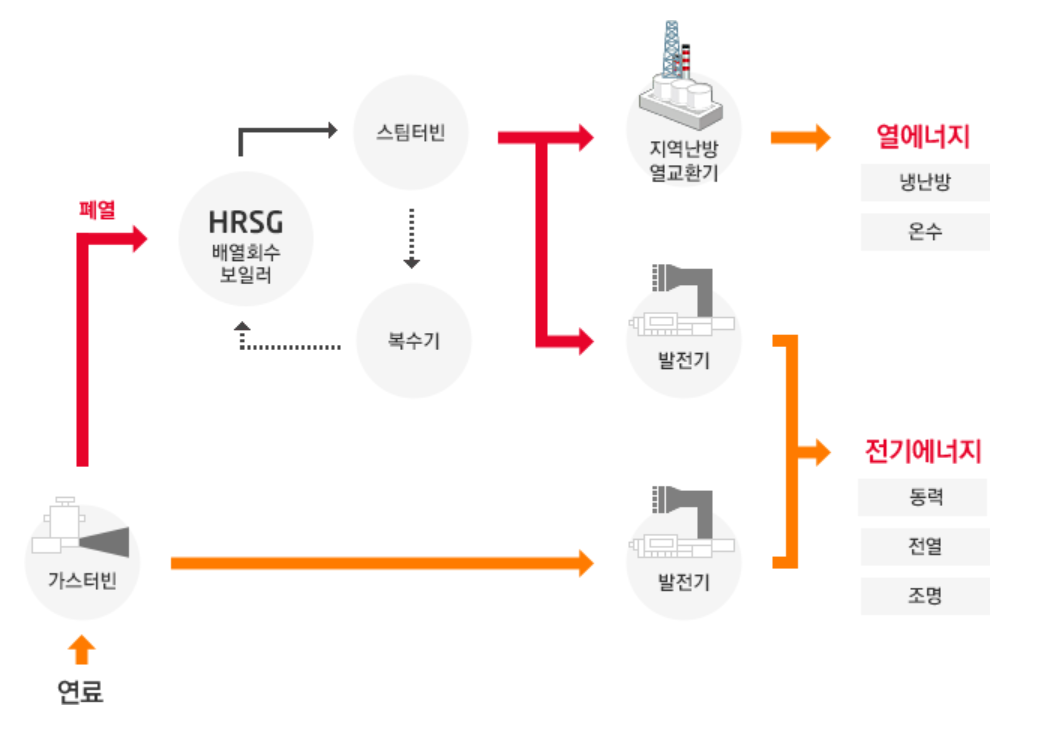 스팀터빈
지역난방
열교환기
열에너지
냉난방
온수
폐열
HRSG
배열회수
보일러
복수기
발전기
전기에너지
동력
전열
조명
가스터빈
발전기
연료